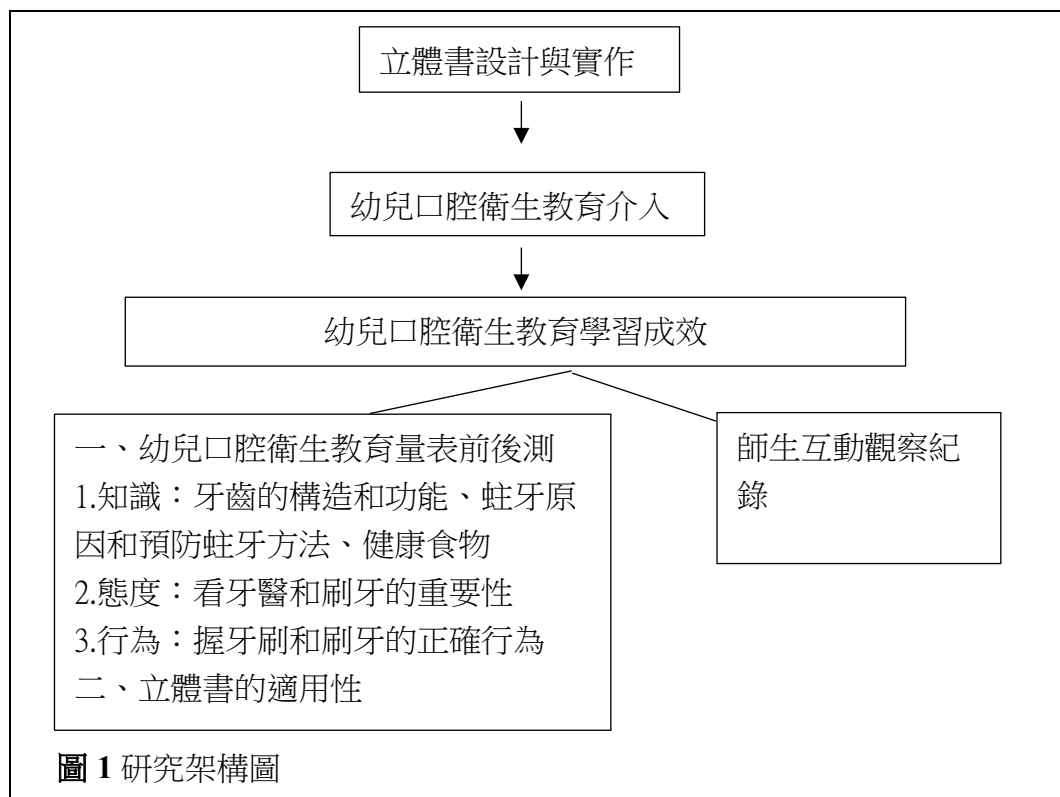 立體書設計與實作
幼兒口腔衛生教育介入
幼兒口腔衛生教育學習成效
一、幼兒口腔衛生教育量表前後測
1.知識：牙齒的構造和功能、蛀牙原
因和預防蛀牙方法、健康食物
2.態度：看牙醫和刷牙的重要性
3.行為：握牙刷和刷牙的正確行為
二、立體書的適用性
師生互動觀察紀
錄
圖 1 研究架構圖